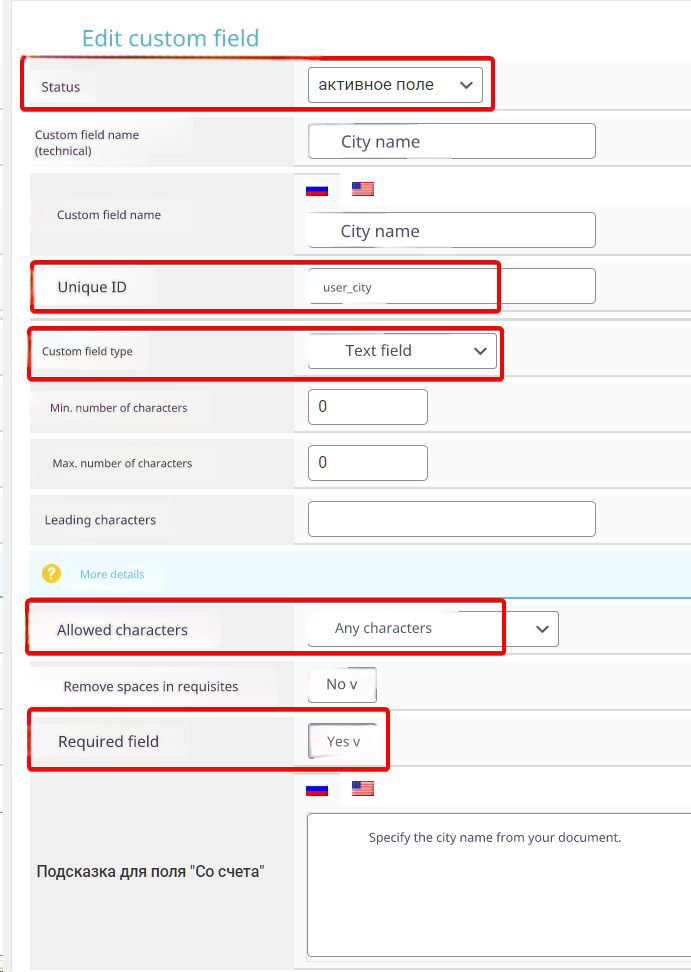 Edit custom field
Status
активное поле
Custom field name
(technical)
City name
Custom field name
City name
Unique ID
user_city
Custom field type
Text field
Min. number of characters
0
Max. number of characters
0
Leading characters
?
More details
Allowed characters
Any characters
Remove spaces in requisites
No v
Required field
Yes v
Подсказка для поля "Со счета"
Specify the city name from your document.